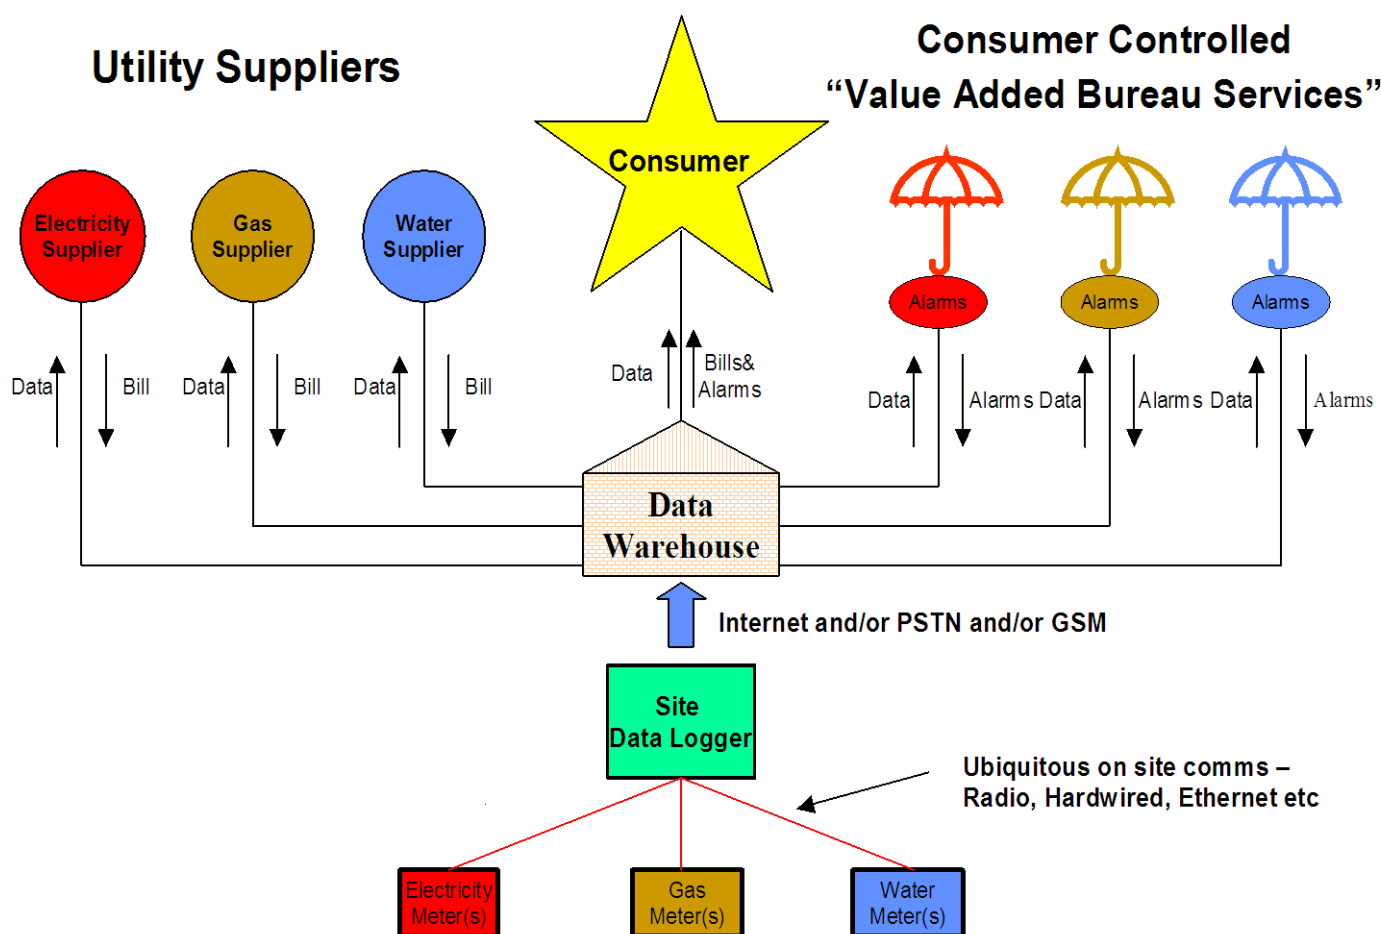 Utility Suppliers
Consumer Controlled
“Value Added Bureau Services”
Consumer
Electricity
Supplier
Gas
Supplier
Water
Supplier
Alarms
Alarms
Alarms
Data
Bill
Data
Bill
Data
Bill
Data
Bills&
Alarms
Data
Alarms
Data
Alarms
Data
Alarms
Data
Warehouse
Internet and/or PSTN and/or GSM
Site
Data Logger
Ubiquitous on site comms –
Radio, Hardwired, Ethernet etc
Electricity
Meter(s)
Gas
Meter(s)
Water
Meter(s)